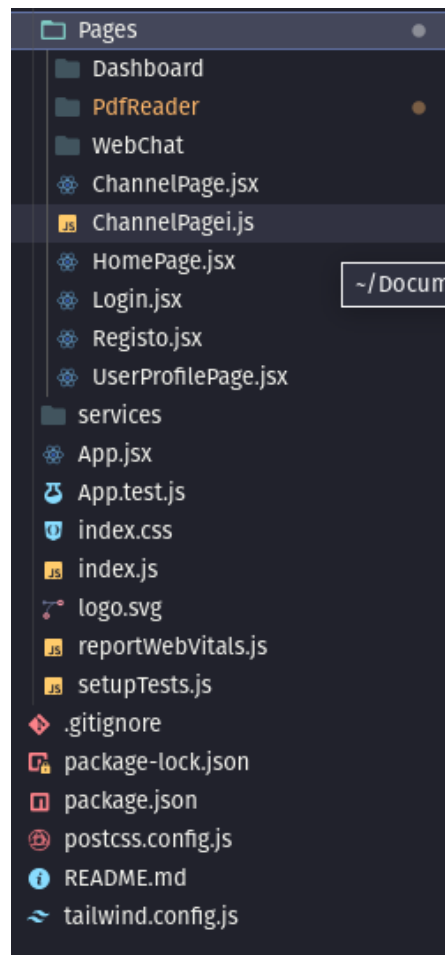 Pages
Dashboard
PdfReader
WebChat
ChannelPage.jsx
ChannelPagei.js
HomePage.jsx
~/Docum
Login.jsx
Registo.jsx
UserProfilePage.jsx
services
App.jsx
App.test.js
index.css
index.js
logo.svg
reportWebVitals.js
setupTests.js
.gitignore
package-lock.json
package.json
postcss.config.js
README.md
tailwind.config.js